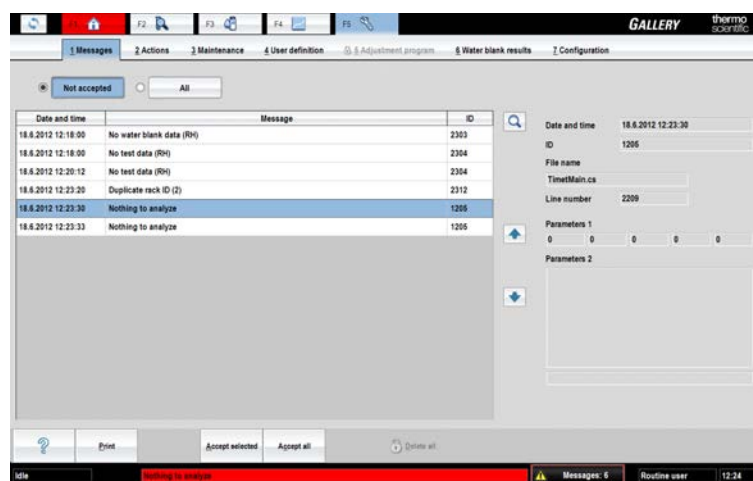 F1 F2 F3 F4 F5 GALLERY thermo scientific
1 Messages 2 Actions 3 Maintenance 4 User definition 5 Adjustment program 6 Water blank results 7 Configuration
Not accepted All
Date and time Message ID
18.6.2012 12:18:00 No water blank data (RH) 2303
18.6.2012 12:18:00 No test data (RH) 2304
18.6.2012 12:20:12 No test data (RH) 2304
18.6.2012 12:23:20 Duplicate rack ID (2) 2312
18.6.2012 12:23:30 Nothing to analyze 1205
18.6.2012 12:23:33 Nothing to analyze 1205
Date and time 18.6.2012 12:23:30
ID 1205
File name
TimetMain.cs
Line number 2209
Parameters 1
0 0 0 0 0
Parameters 2
? Print Accept selected Accept all Delete all
Idle Nothing to analyze Messages: 6 Routine user 12:24